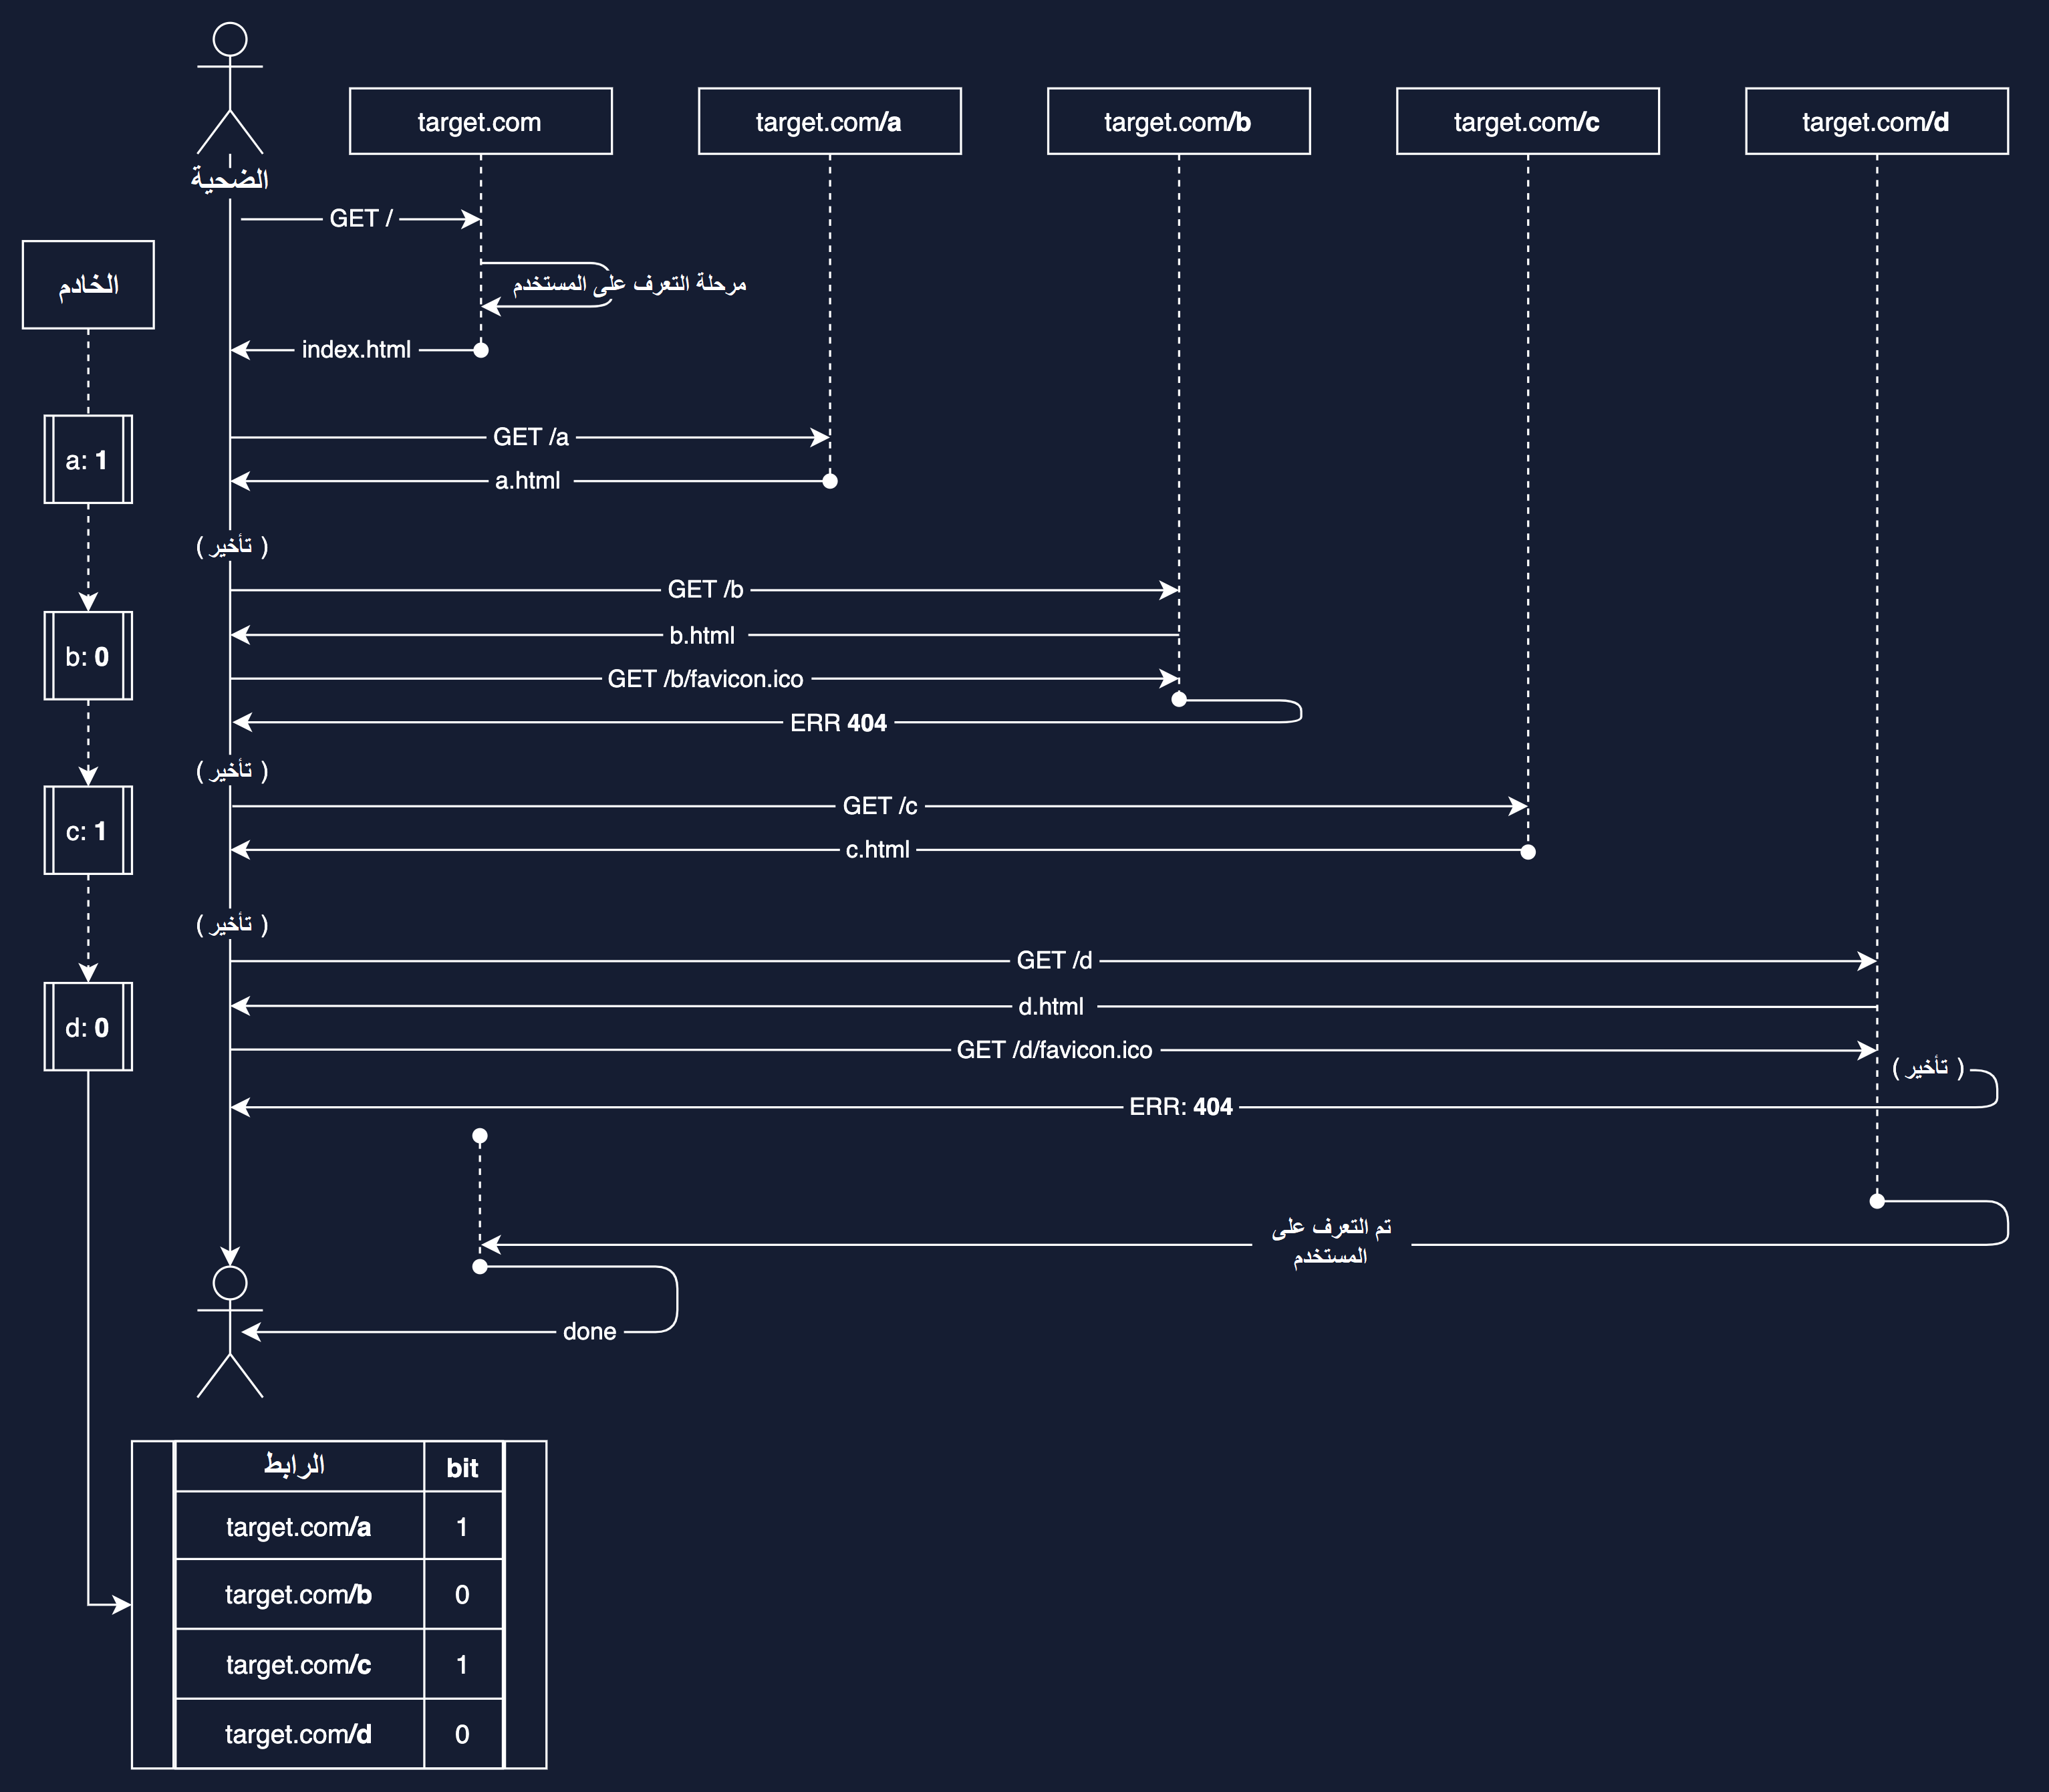 target.com
target.com/a
target.com/b
target.com/c
target.com/d
الضحية
GET /
الخادم
مرحلة التعرف على المستخدم
index.html
GET /a
a: 1
a.html
( تأخير )
GET /b
b.html
b: 0
GET /b/favicon.ico
ERR 404
( تأخير )
GET /c
c: 1
c.html
( تأخير )
GET /d
d.html
d: 0
GET /d/favicon.ico
( تأخير )
ERR: 404
تم التعرف على
المستخدم
done
الرابط bit
target.com/a 1
target.com/b 0
target.com/c 1
target.com/d 0